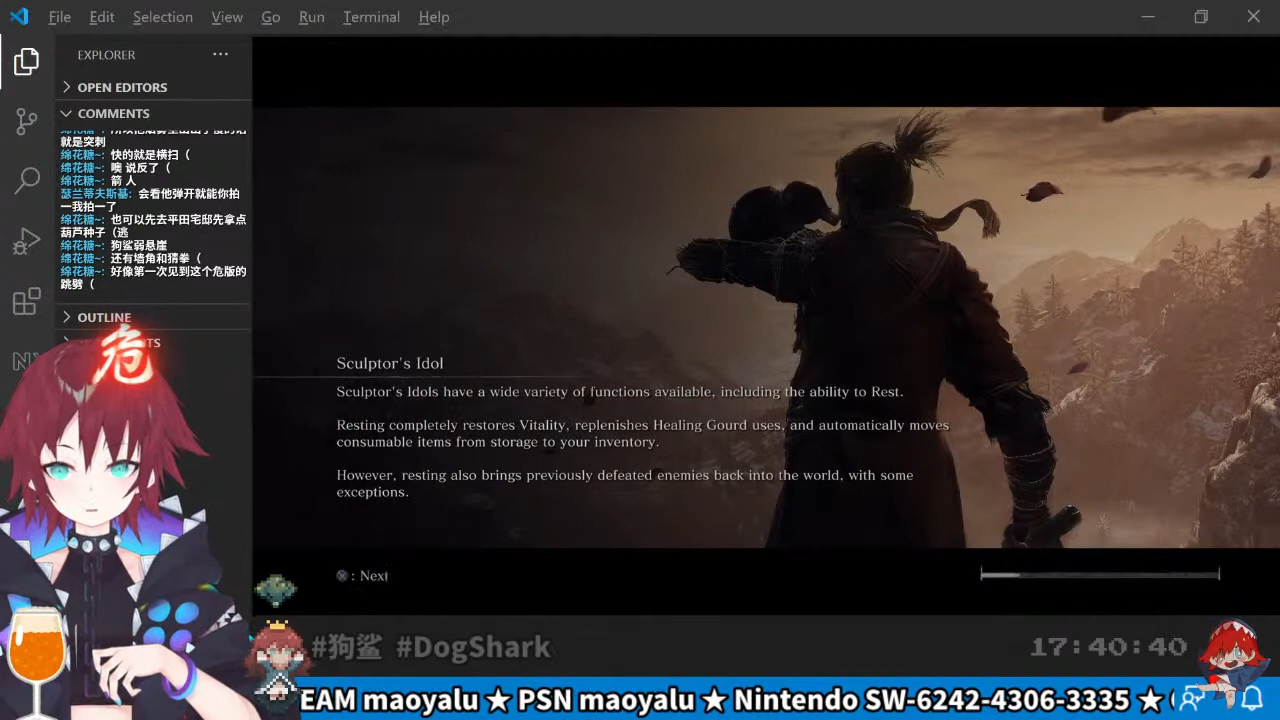 File Edit Selection View Go Run Terminal Help
EXPLORER
OPEN EDITORS
COMMENTS
就是突刺
绵花糖~: 快的就是横扫（
绵花糖~: 噢 说反了（
绵花糖~: 箭 人
瑟兰蒂夫斯基: 会看他弹开就能你拍
一我拍一了
绵花糖~: 也可以先去平田宅邸先拿点
葫芦种子（逃
绵花糖~: 狗鲨弱悬崖
绵花糖~: 还有墙角和猜拳（
绵花糖~: 好像第一次见到这个危版的
跳劈（
OUTLINE
危
Sculptor's Idol
Sculptor's Idols have a wide variety of functions available, including the ability to Rest.
Resting completely restores Vitality, replenishes Healing Gourd uses, and automatically moves
consumable items from storage to your inventory.
However, resting also brings previously defeated enemies back into the world, with some
exceptions.
: Next
#狗鲨 #DogShark
17:40:40
EAM maoyalu ★ PSN maoyalu ★ Nintendo SW-6242-4306-3335 ★